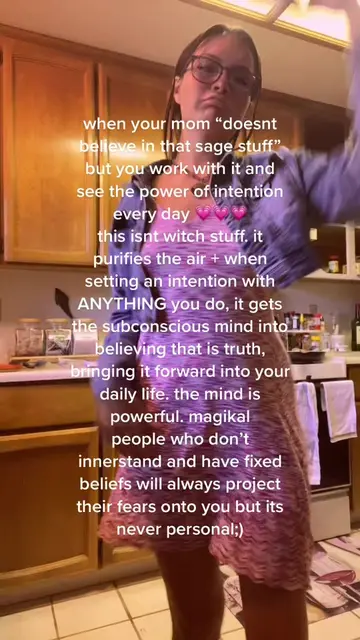 when your mom “doesnt
believe in that sage stuff”
but you work with it and
see the power of intention
every day 💗💗💗
this isnt witch stuff. it
purifies the air + when
setting an intention with
ANYTHING you do, it gets
the subconscious mind into
believing that is truth,
bringing it forward into your
daily life. the mind is
powerful. magikal
people who don’t
innerstand and have fixed
beliefs will always project
their fears onto you but its
never personal;)